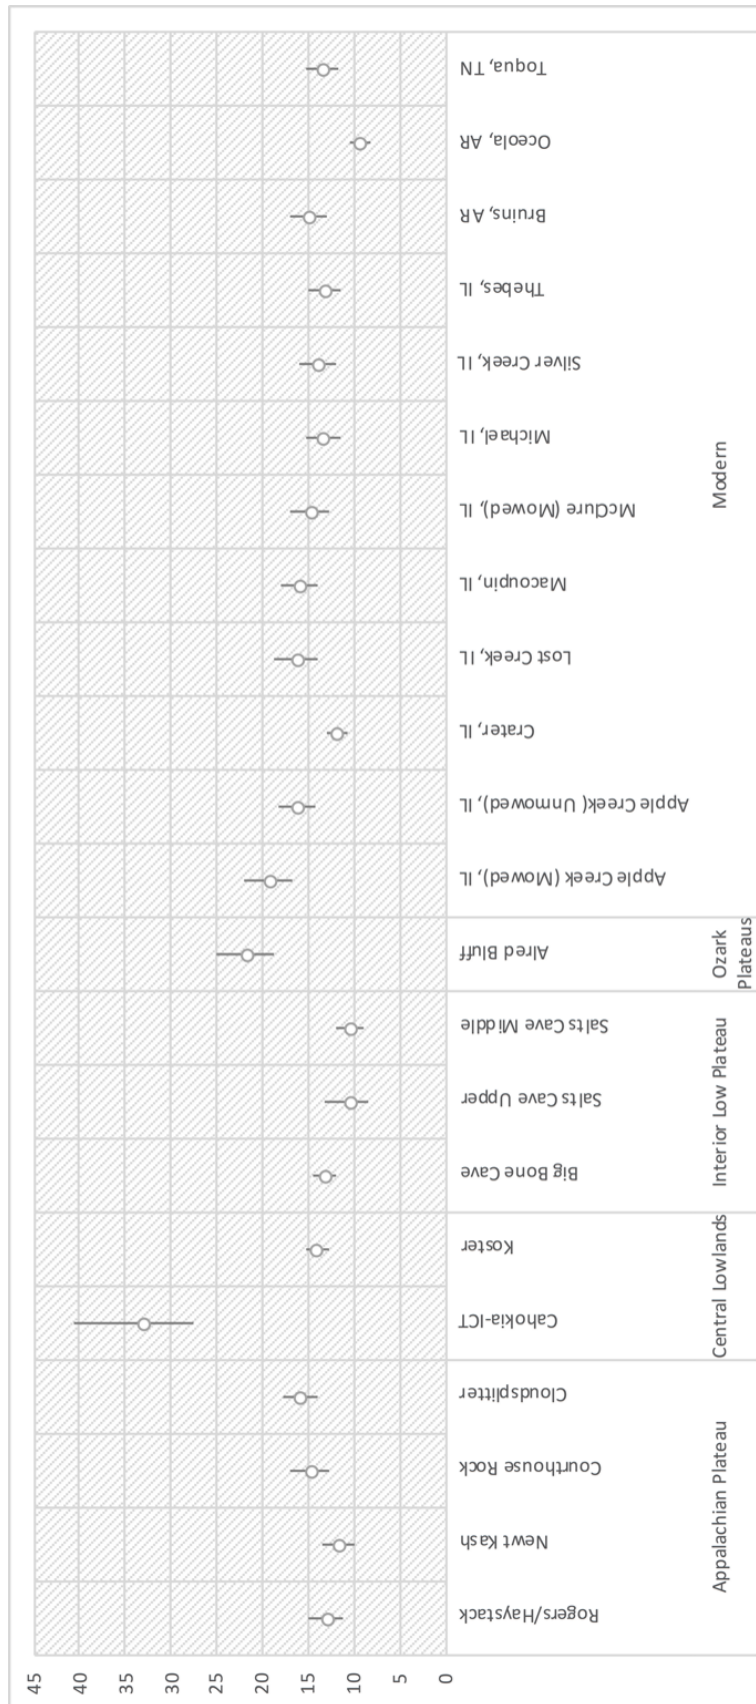 45
40
35
30
25
20
15
10
5
0
Rogers/Haystack
Newt Kash
Courthouse Rock
Cloudsplitter
Cahokia-ICT
Koster
Big Bone Cave
Salts Cave Upper
Salts Cave Middle
Alred Bluff
Apple Creek (Mowed), IL
Apple Creek( Unmowed), IL
Crater, IL
Lost Creek, IL
Macoupin, IL
McClure (Mowed), IL
Michael, IL
Silver Creek, IL
Thebes, IL
Bruins, AR
Oceola, AR
Toqua, TN
Appalachian Plateau
Central Lowlands
Interior Low Plateau
Ozark
Plateaus
Modern